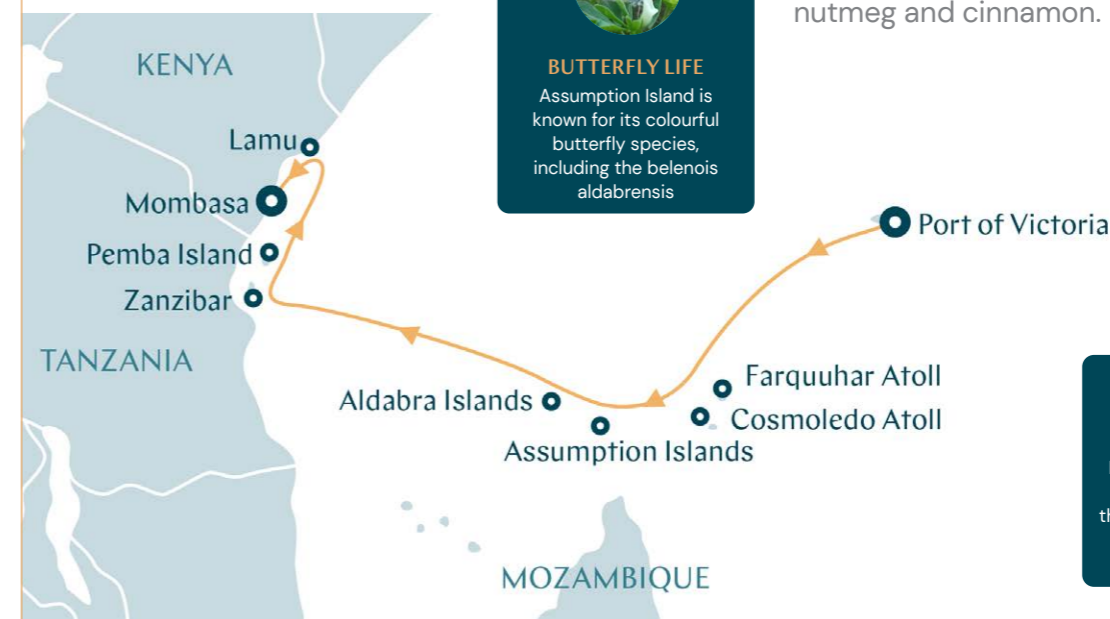 nutmeg and cinnamon.
BUTTERFLY LIFE
Assumption Island is
known for its colourful
butterfly species,
including the belenois
aldabrensis
KENYA
Lamu
Mombasa
Pemba Island
Zanzibar
TANZANIA
Port of Victoria
Farquuhar Atoll
Aldabra Islands
Cosmoledo Atoll
Assumption Islands
th
MOZAMBIQUE